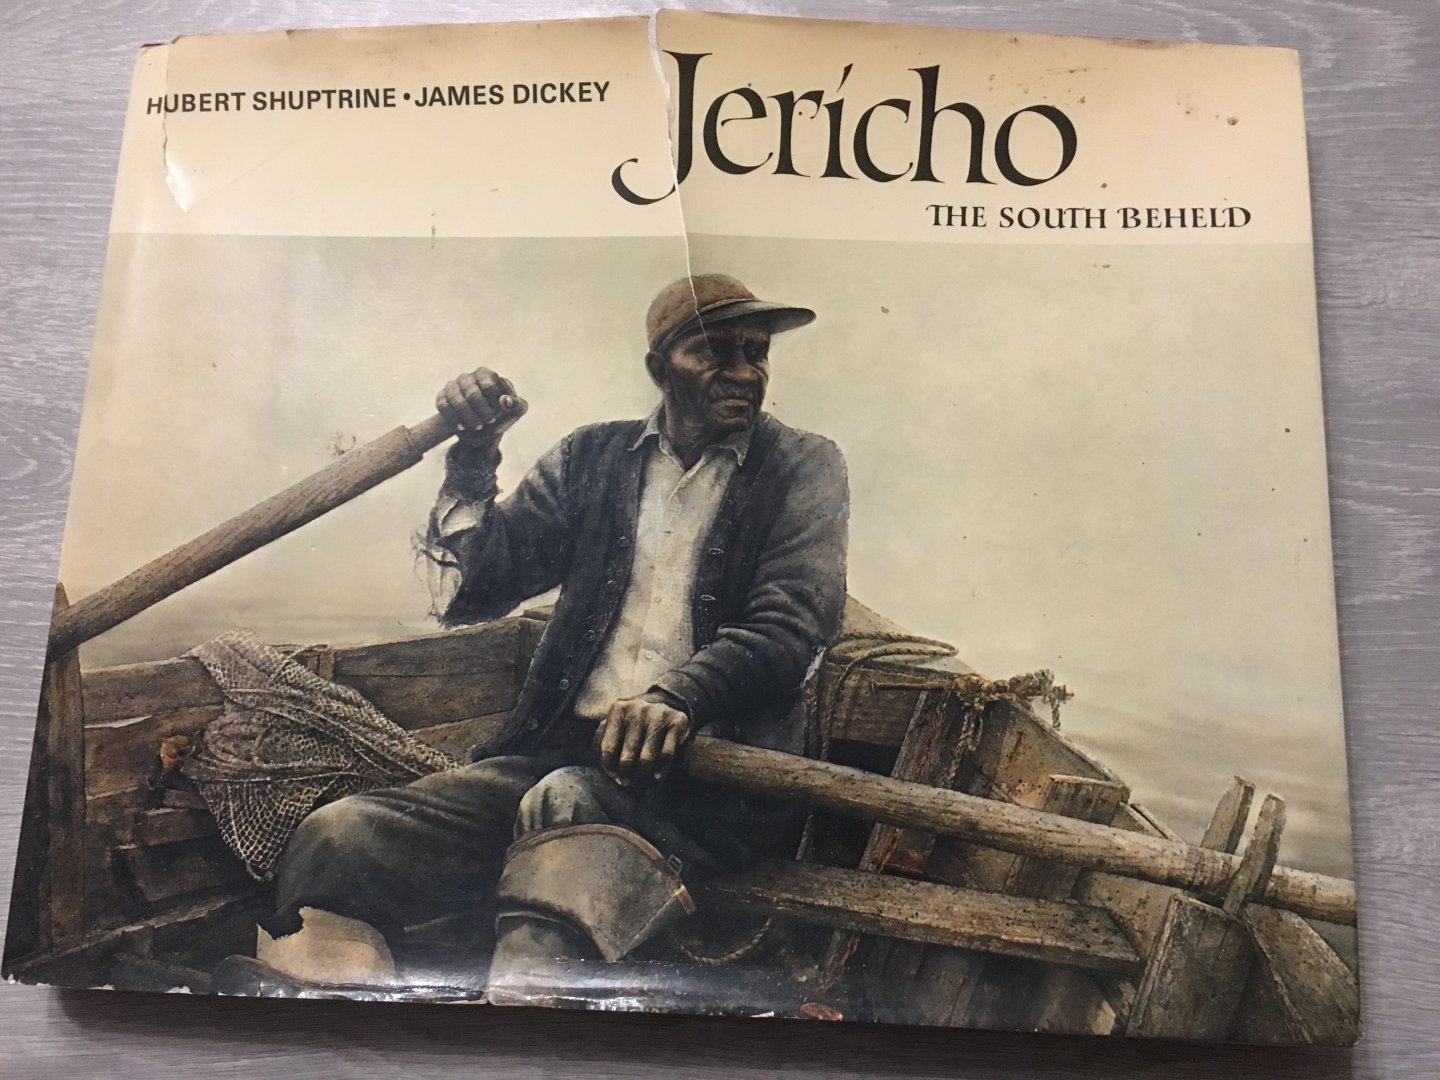 HUBERT SHUPTRINE • JAMES DICKEY
Jericho
THE SOUTH BEHELD